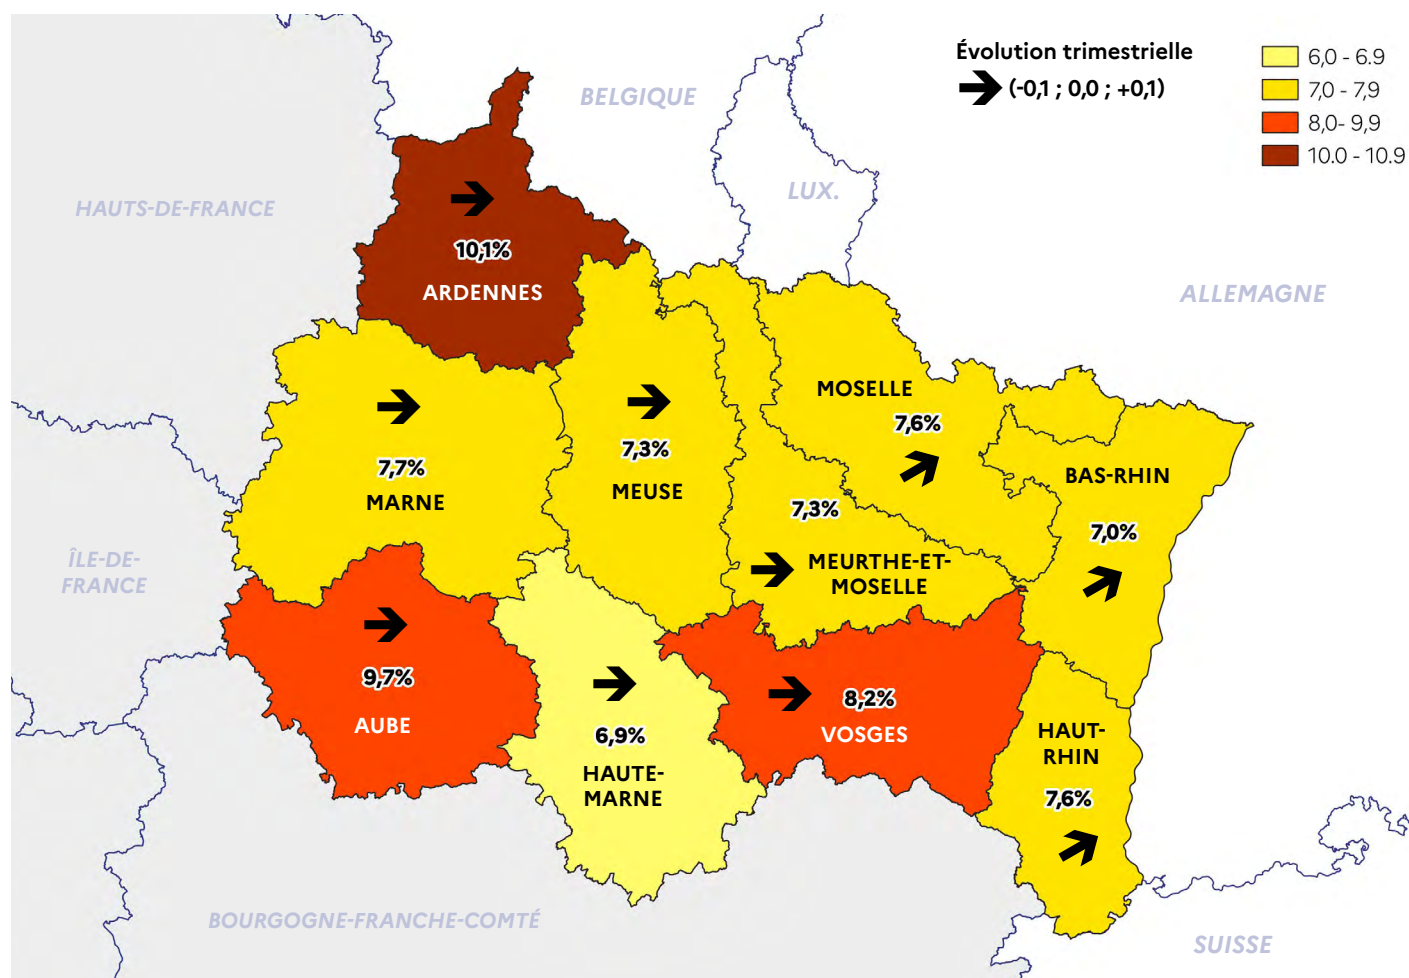 Évolution trimestrielle
(-0,1 ; 0,0 ; +0,1)
6,0 - 6.9
7,0 - 7,9
8,0- 9,9
10.0 - 10.9
BELGIQUE
LUX.
HAUTS-DE-FRANCE
ALLEMAGNE
10,1%
ARDENNES
MOSELLE
7,6%
7,7%
MARNE
7,3%
MEUSE
BAS-RHIN
7,0%
7,3%
MEURTHE-ET-
MOSELLE
ÎLE-DE-
FRANCE
9,7%
AUBE
6,9%
HAUTE-
MARNE
8,2%
VOSGES
HAUT-
RHIN
7,6%
BOURGOGNE-FRANCHE-COMTÉ
SUISSE